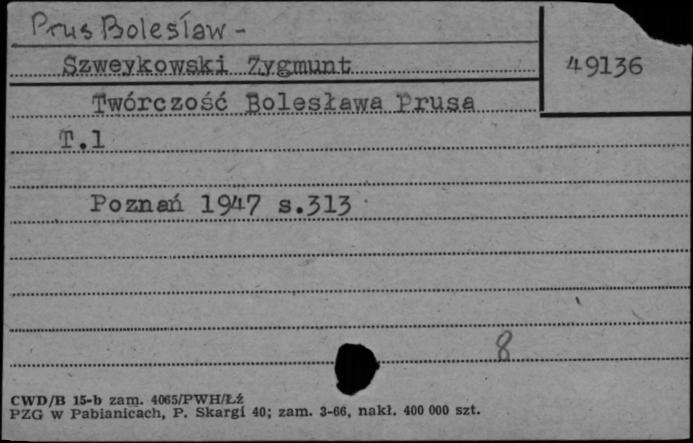 Prus Bolesław -
Szweykowski Zygmunt
49136
Twórczość Bolesława Prusa
T.1
Poznań 1947 s.313
8
CWD/B 15-b zam. 4065/PWH/Łź
PZG w Pabianicach, P. Skargi 40; zam. 3-66, nakł. 400 000 szt.